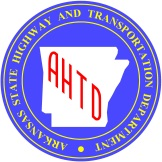 ARKANSAS STATE HIGHWAY AND TRANSPORTATION DEPARTMENT
AHTD